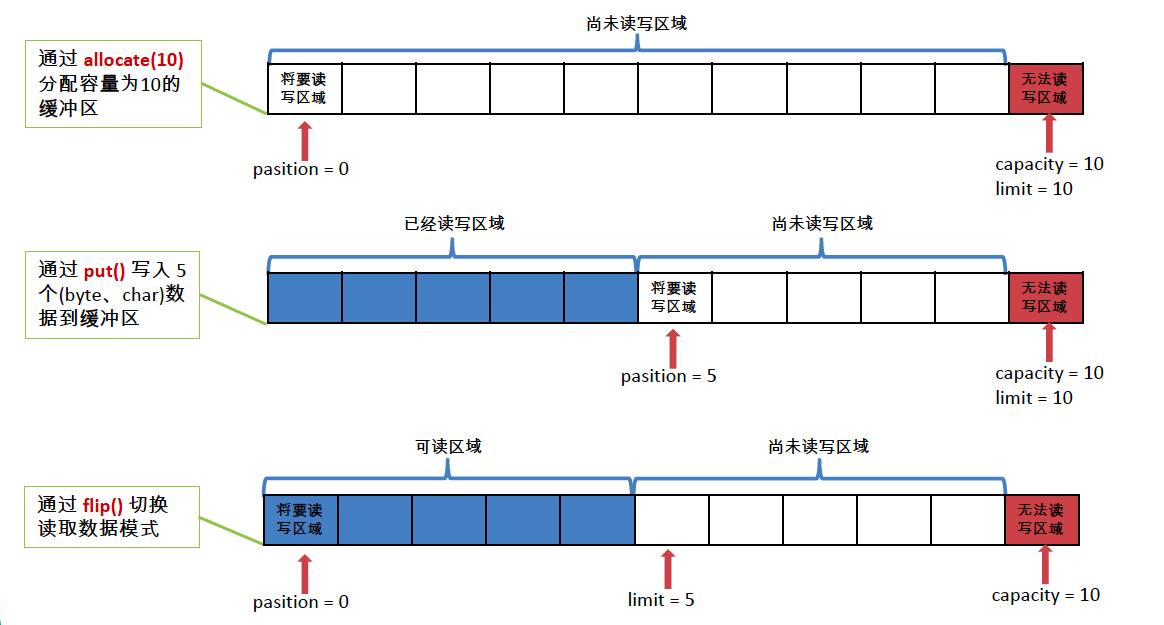 尚未读写区域
通过 allocate(10)
分配容量为10的
缓冲区
将要读
写区域
无法读
写区域
pasition = 0
capacity = 10
limit = 10
已经读写区域
尚未读写区域
通过 put() 写入 5
个(byte、char)数
据到缓冲区
将要读
写区域
无法读
写区域
pasition = 5
capacity = 10
limit = 10
可读区域
尚未读写区域
通过 flip() 切换
读取数据模式
将要读
写区域
无法读
写区域
pasition = 0
limit = 5
capacity = 10